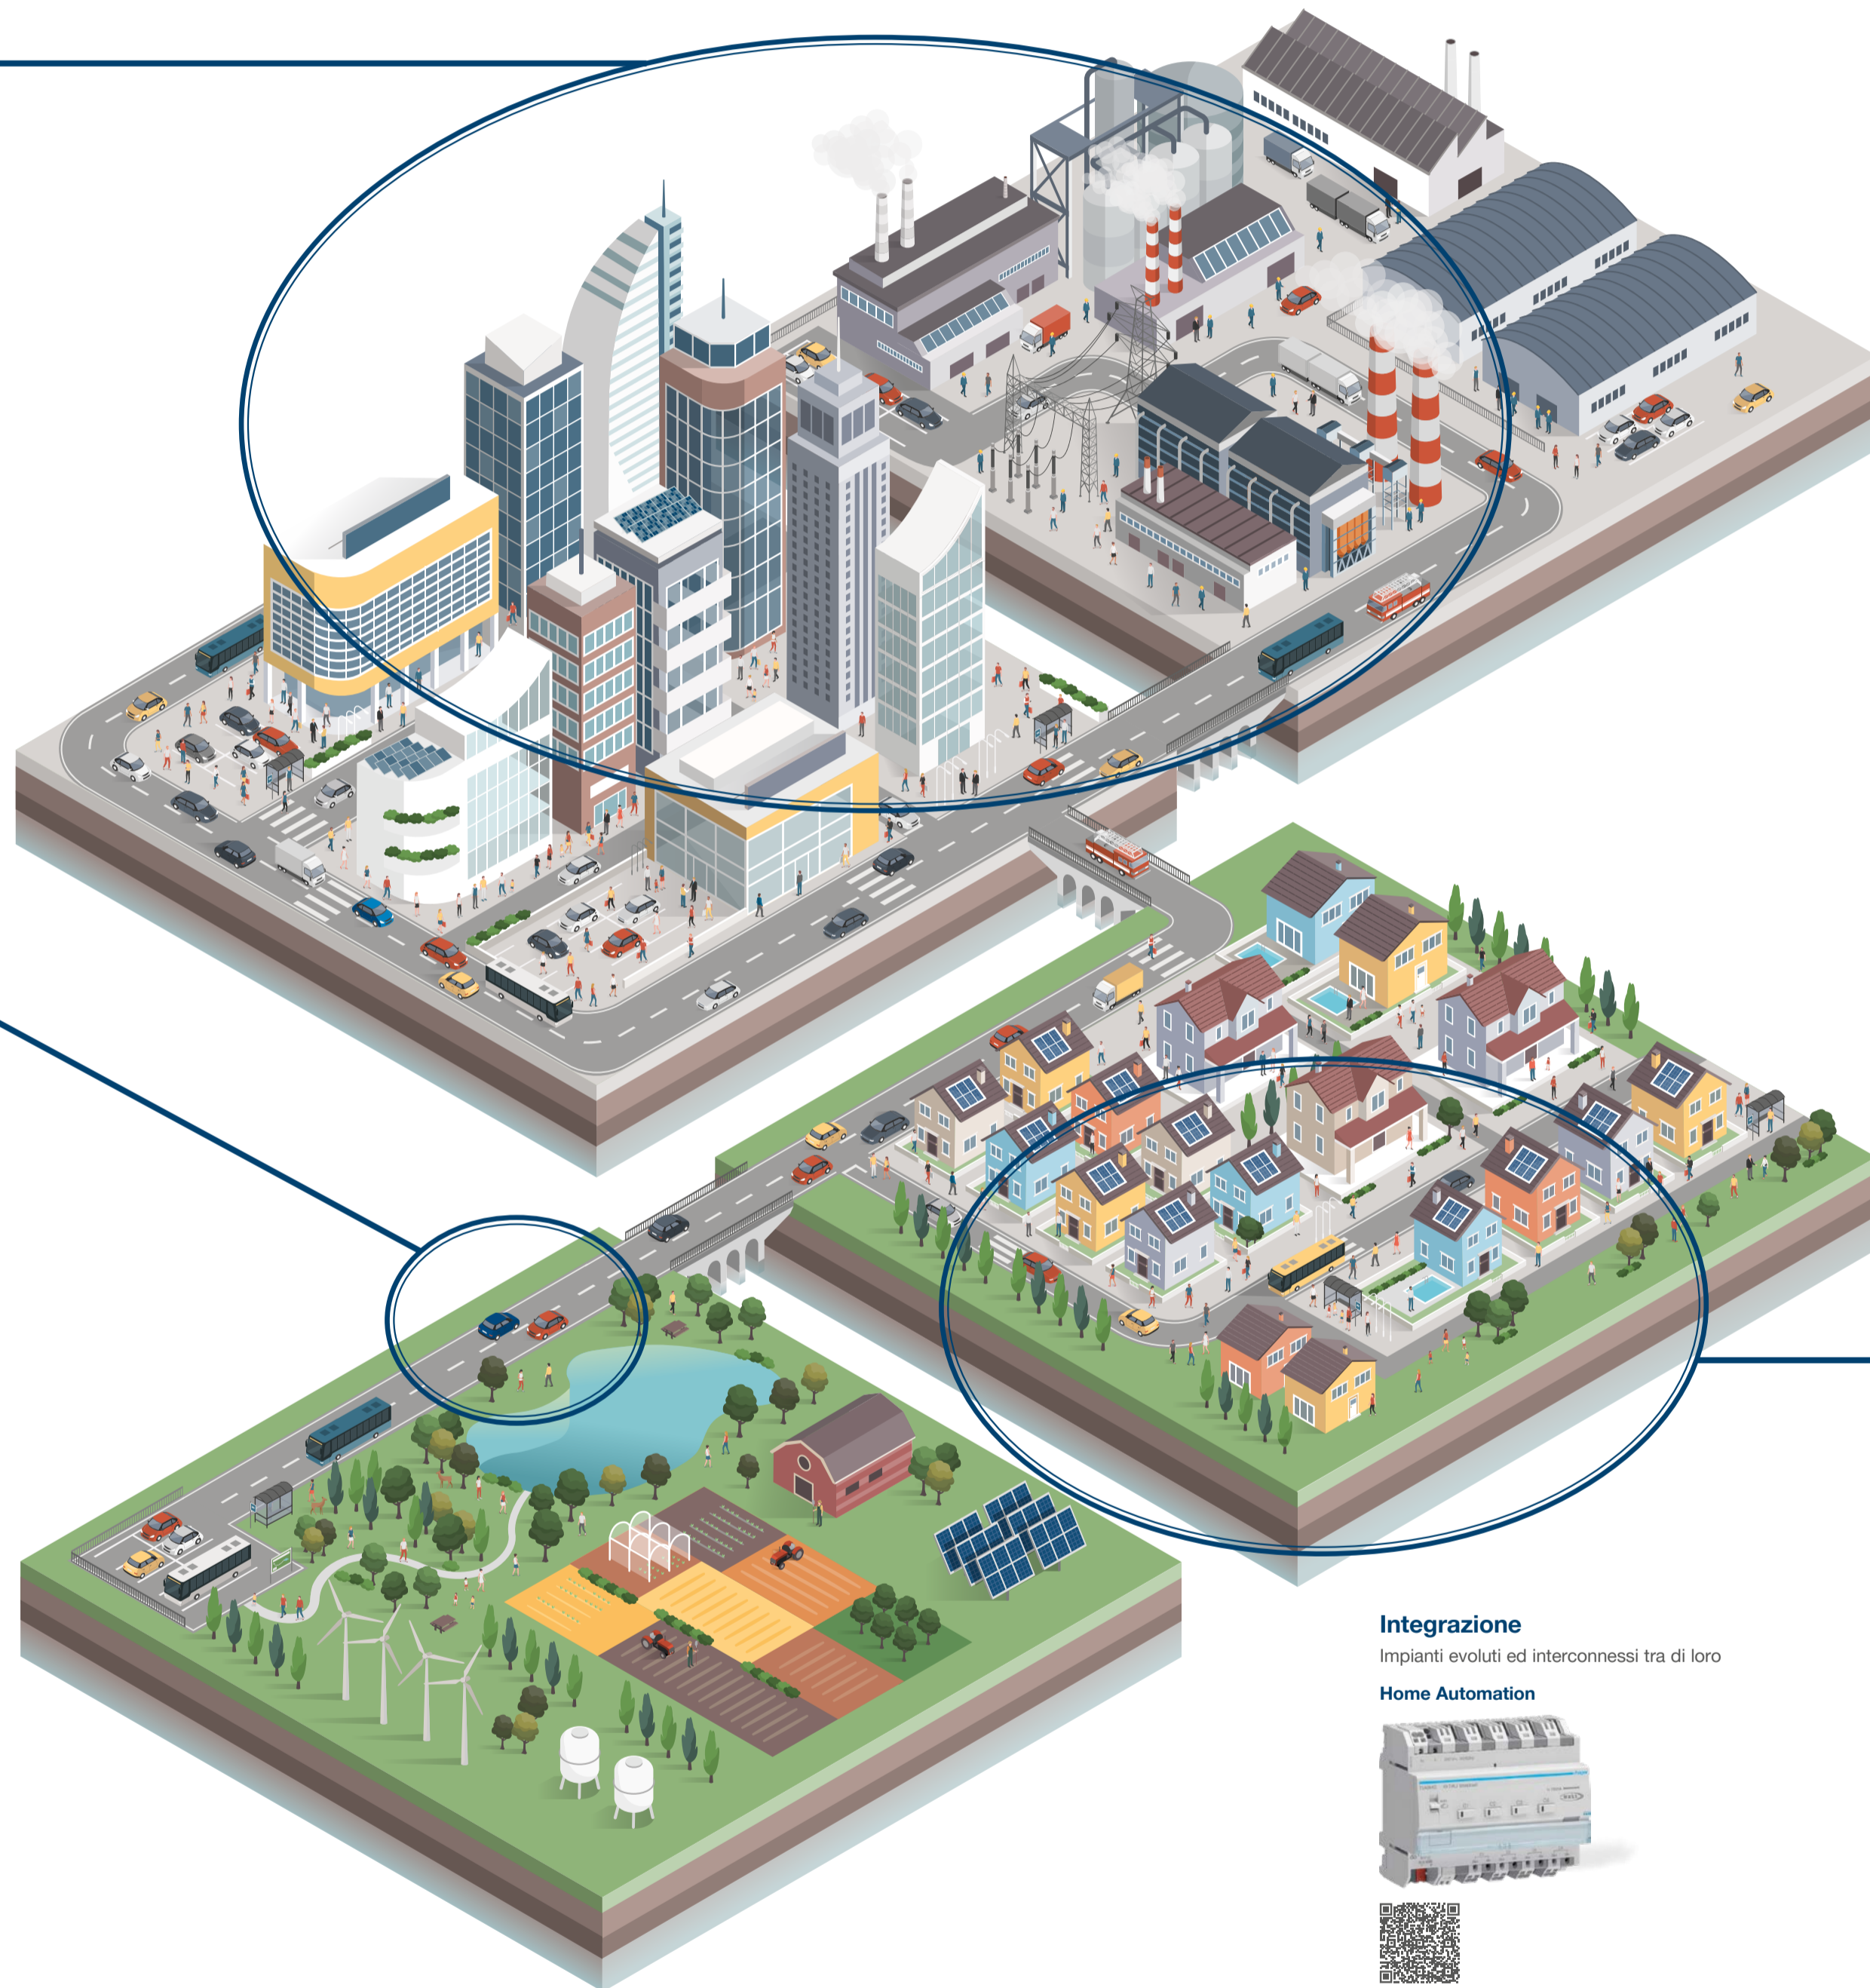 Integrazione
Impianti evoluti ed interconnessi tra di loro
Home Automation